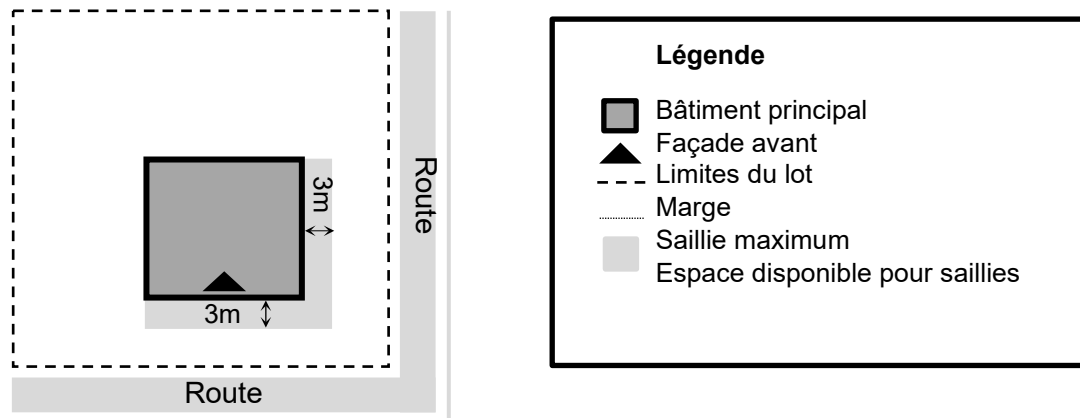 3m
Route
3m
Route
Légende
Bâtiment principal
Façade avant
Limites du lot
Marge
Saillie maximum
Espace disponible pour saillies